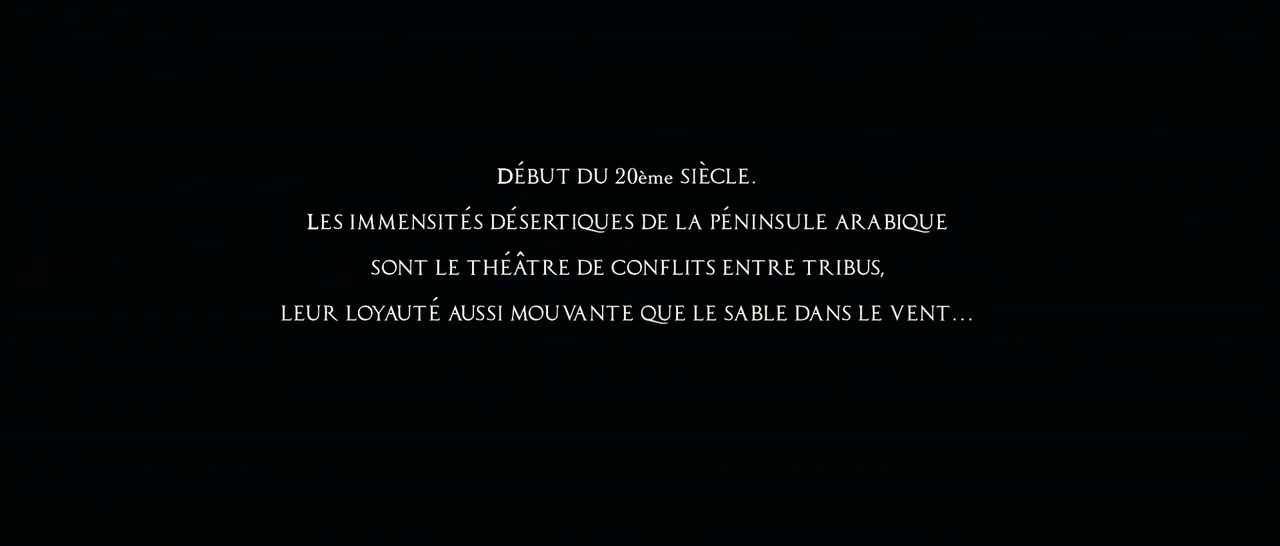 DÉBUT DU 20ème SIÈCLE.
LES IMMENSITÉS DÉSERTIQUES DE LA PÉNINSULE ARABIQUE
SONT LE THÉÂTRE DE CONFLITS ENTRE TRIBUS,
LEUR LOYAUTÉ AUSSI MOUVANTE QUE LE SABLE DANS LE VENT...